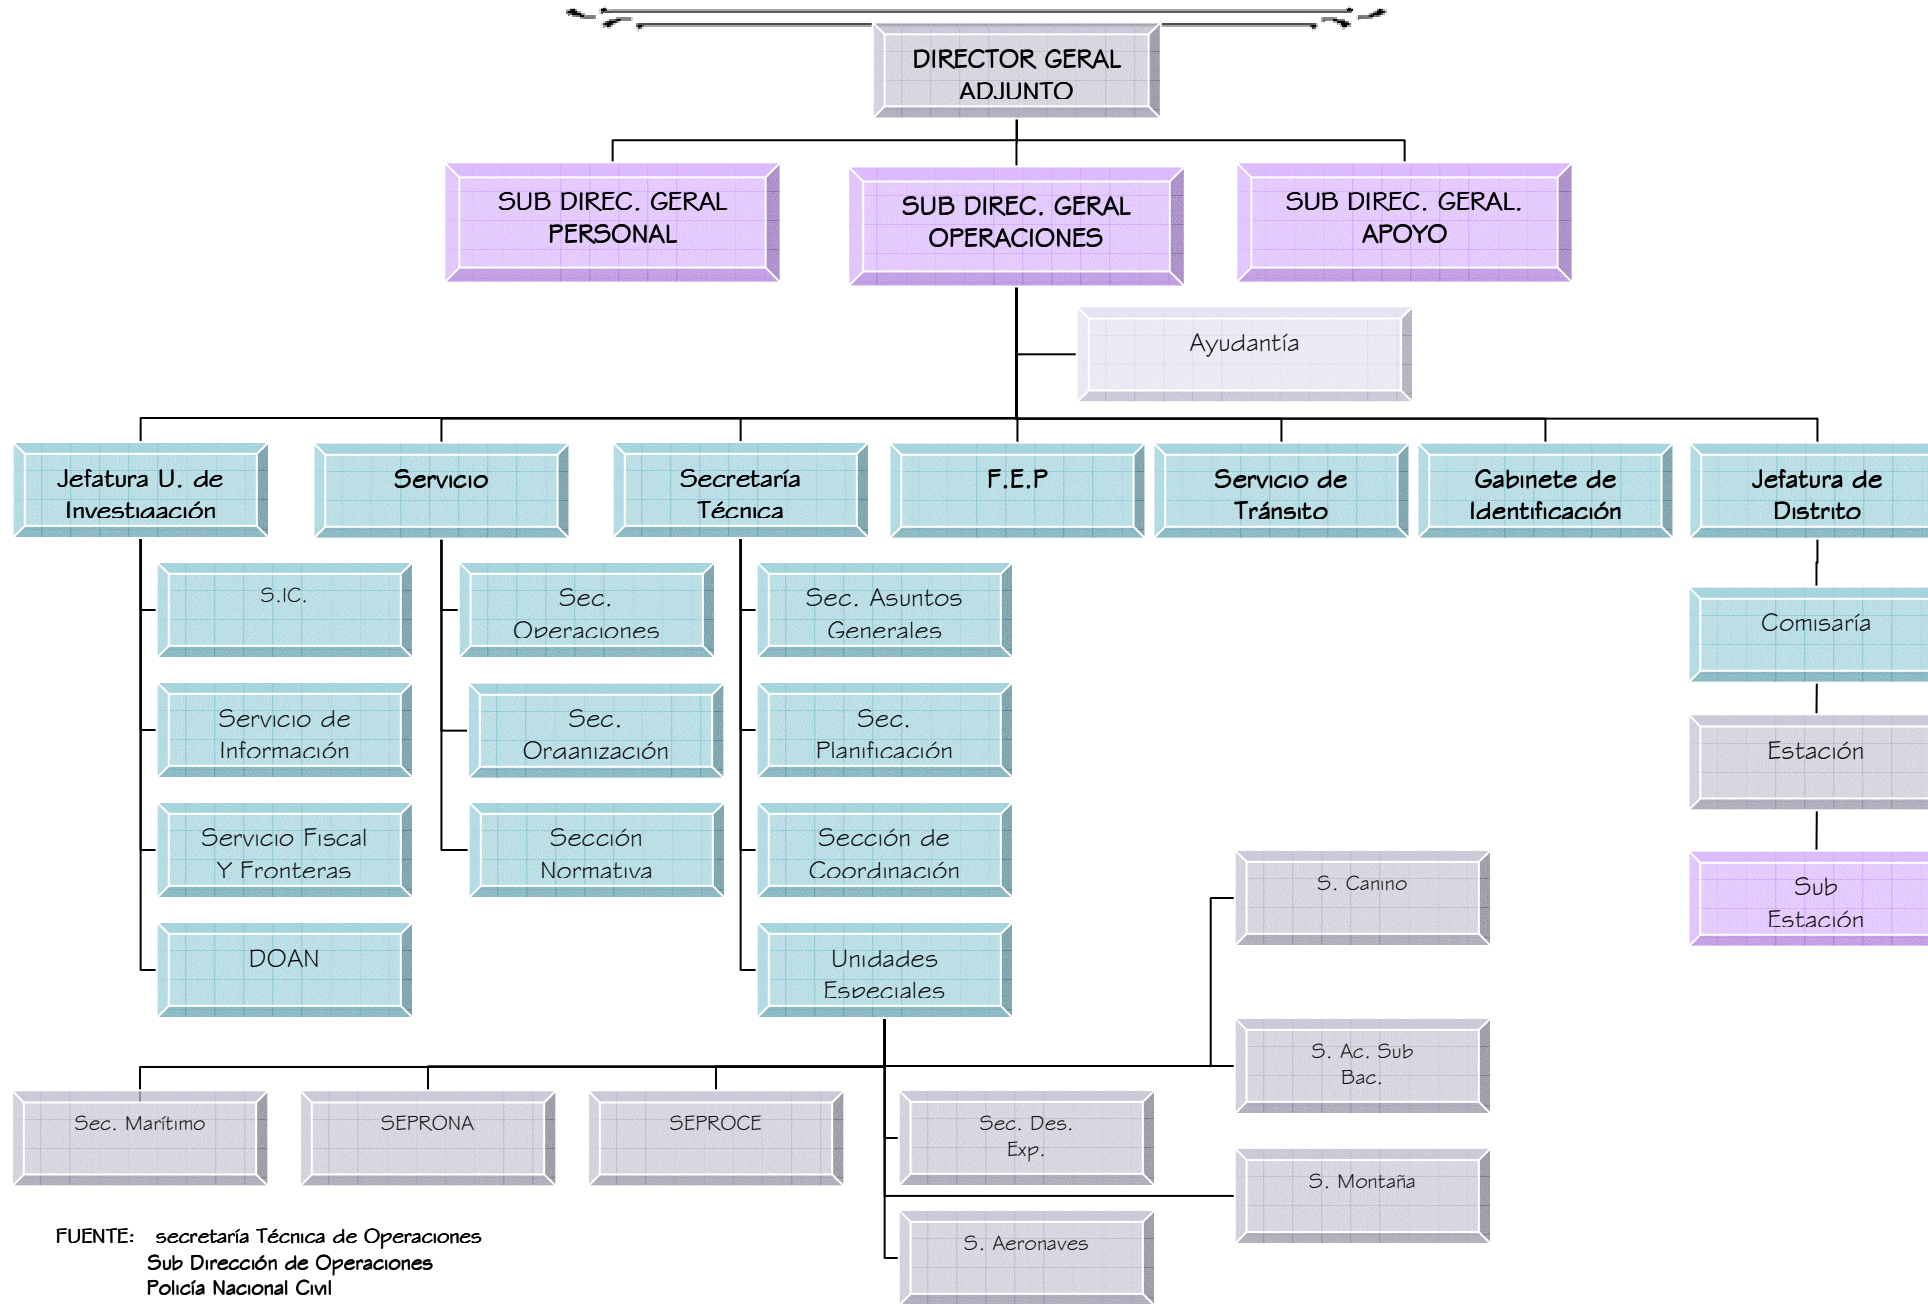 DIRECTOR GERAL
ADJUNTO
SUB DIREC. GERAL
PERSONAL
SUB DIREC. GERAL
OPERACIONES
SUB DIREC. GERAL.
APOYO
Ayudantía
Jefatura U. de
Investigación
Servicio
Secretaría
Técnica
F.E.P
Servicio de
Tránsito
Gabinete de
Identificación
Jefatura de
Distrito
S.IC.
Servicio de
Información
Servicio Fiscal
Y Fronteras
DOAN
Sec.
Operaciones
Sec.
Organización
Sección
Normativa
Sec. Asuntos
Generales
Sec.
Planificación
Sección de
Coordinación
Unidades
Especiales
Comisaría
Estación
Sub
Estación
S. Canino
S. Ac. Sub
Bac.
S. Montaña
Sec. Marítimo
SEPRONA
SEPROCE
Sec. Des.
Exp.
S. Aeronaves
FUENTE: secretaría Técnica de Operaciones
Sub Dirección de Operaciones
Policía Nacional Civil